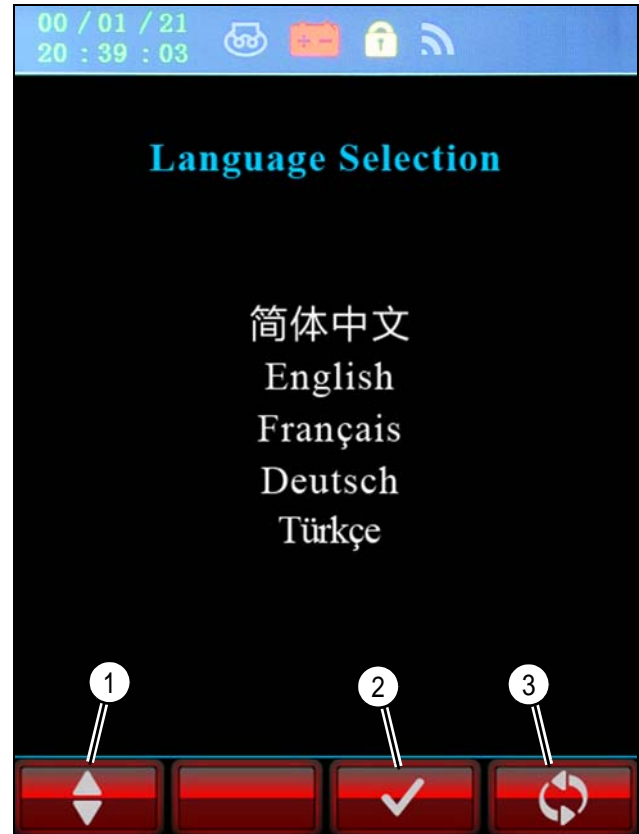 00 / 01 / 21
20 : 39 : 03
Language Selection
简体中文
English
Français
Deutsch
Türkçe
1
2
3